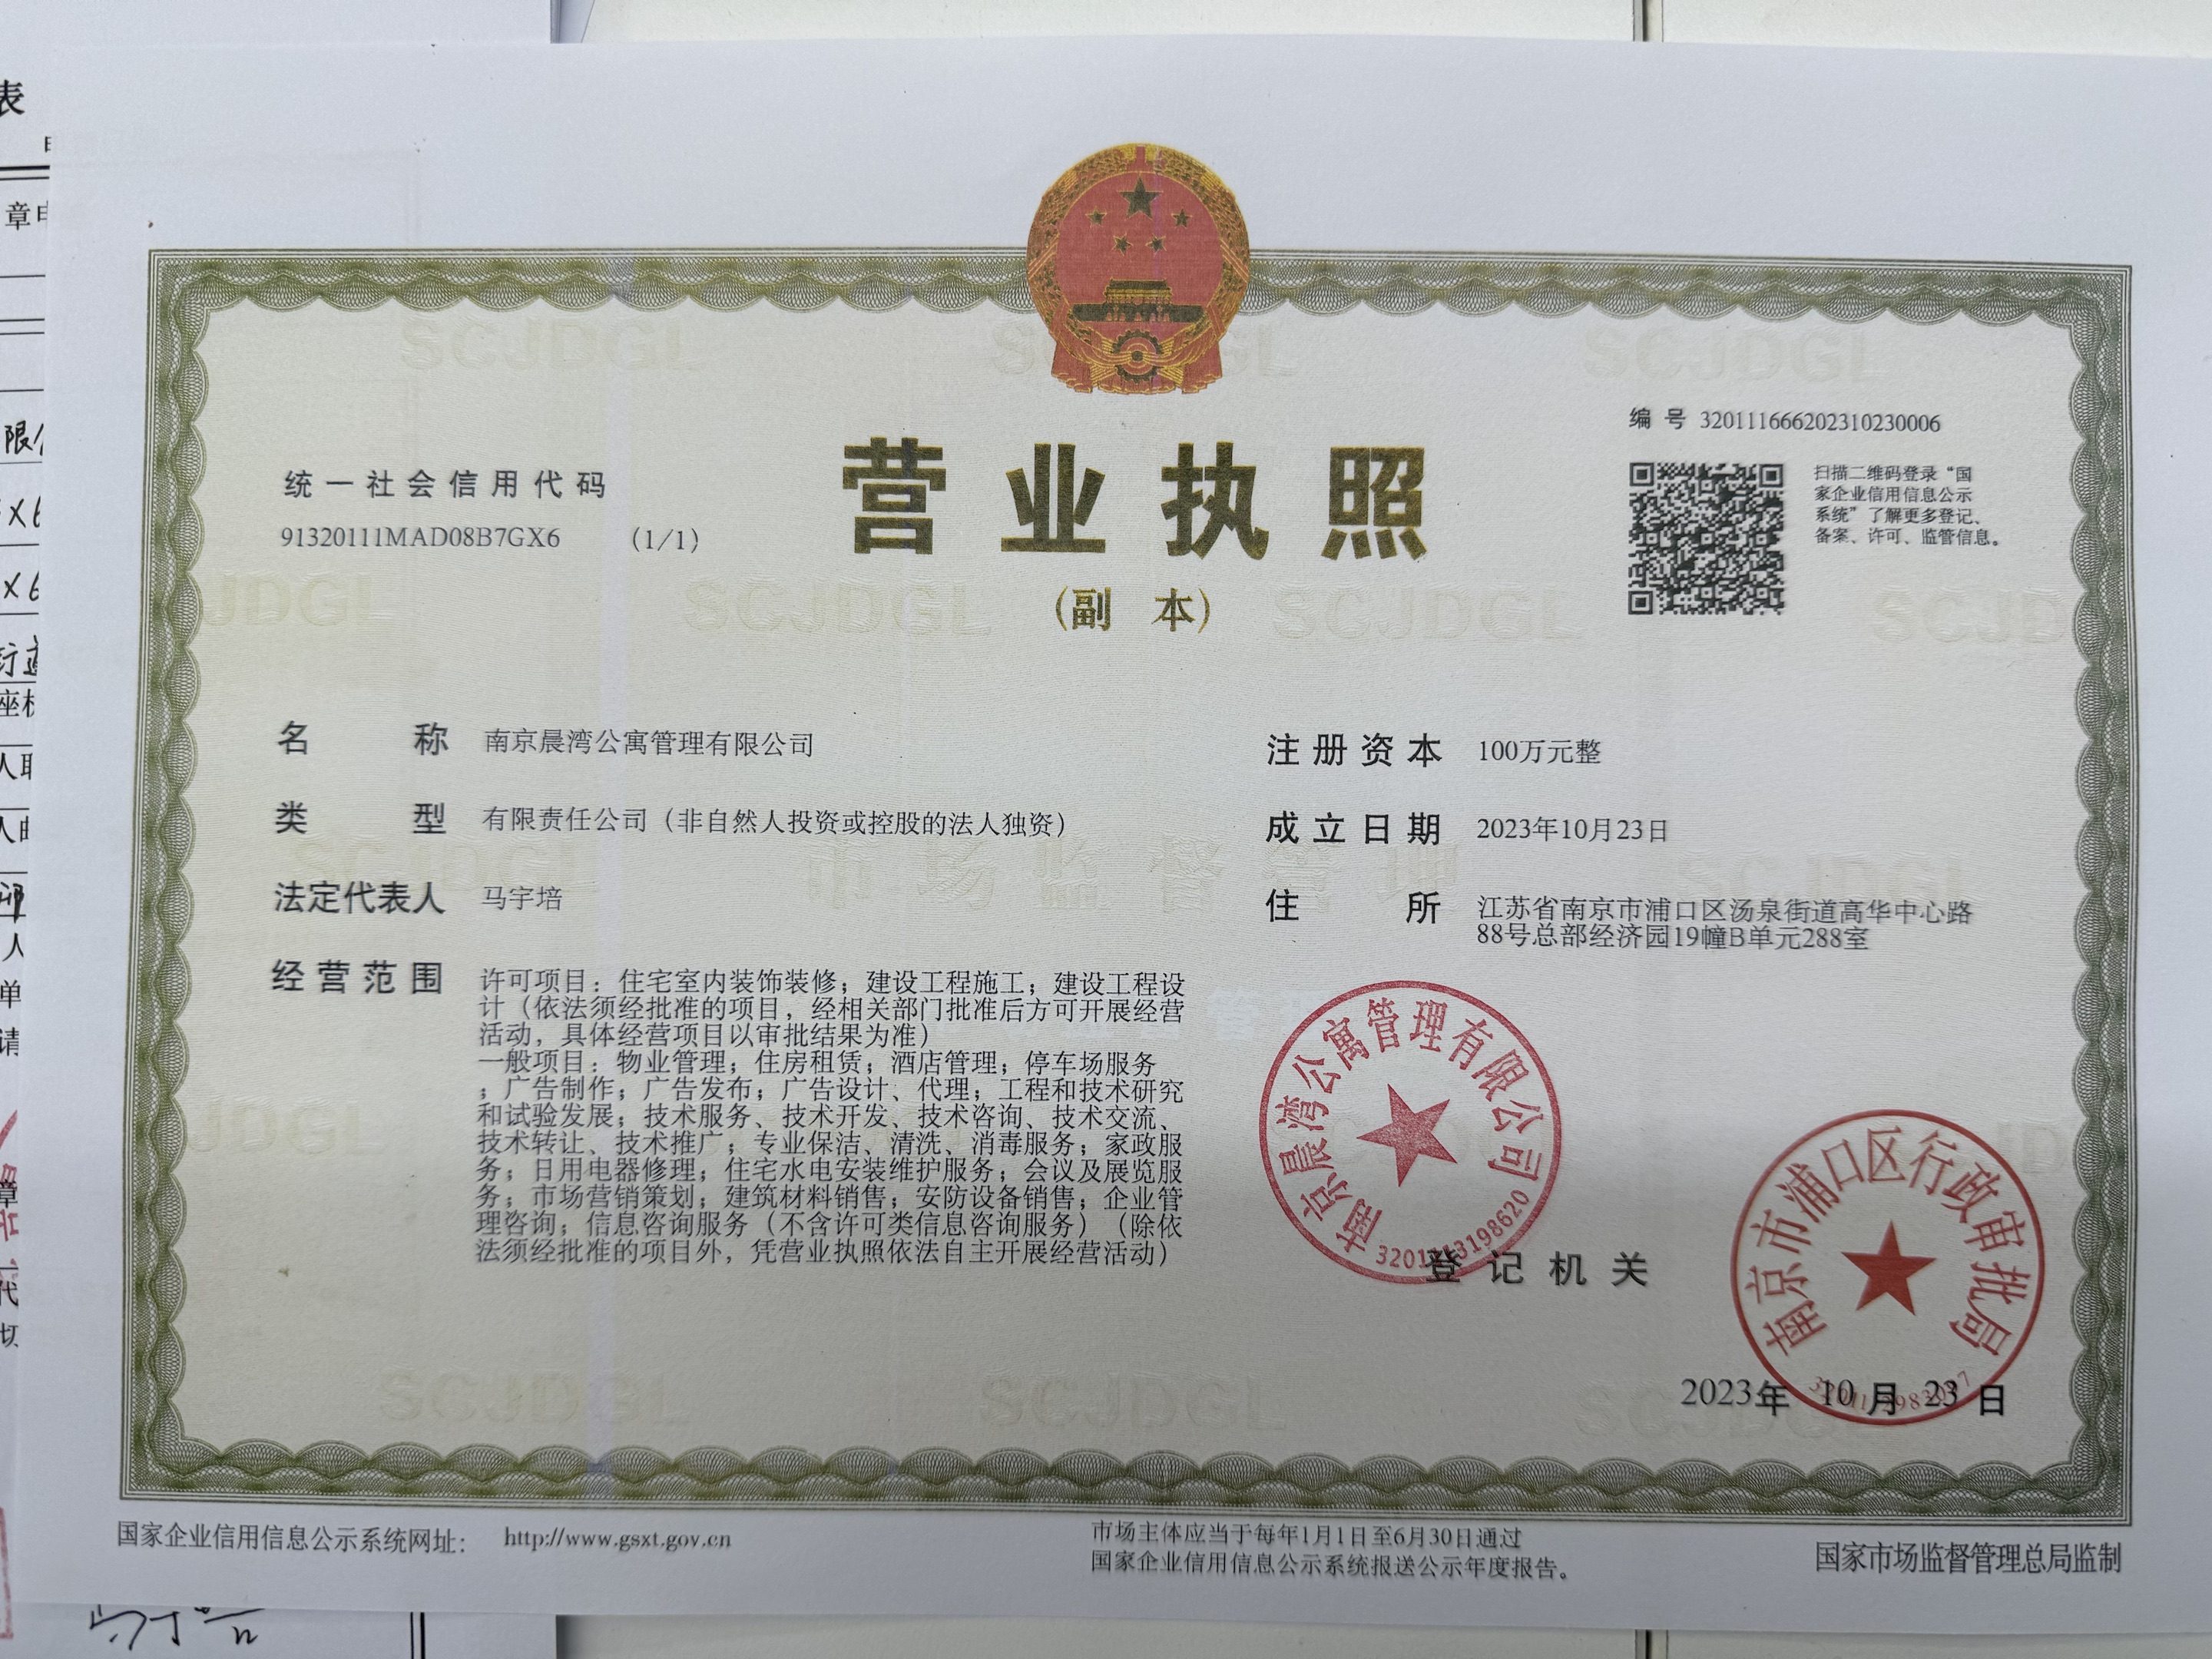 编 号 320111666202310230006
统一社会信用代码
91320111MAD08B7GX6 (1/1)
营业执照
(副 本)
扫描二维码登录“国
家企业信用信息公示
系统”了解更多登记、
备案、许可、监管信息。
名 称 南京晨湾公寓管理有限公司
类 型 有限责任公司（非自然人投资或控股的法人独资）
法定代表人 马宇培
经营范围 许可项目：住宅室内装饰装修；建设工程施工；建设工程设
计（依法须经批准的项目，经相关部门批准后方可开展经营
活动，具体经营项目以审批结果为准）
一般项目：物业管理；住房租赁；酒店管理；停车场服务
；广告制作；广告发布；广告设计、代理；工程和技术研究
和试验发展；技术服务、技术开发、技术咨询、技术交流、
技术转让、技术推广；专业保洁、清洗、消毒服务；家政服
务；日用电器修理；住宅水电安装维护服务；会议及展览服
务；市场营销策划；建筑材料销售；安防设备销售；企业管
理咨询；信息咨询服务（不含许可类信息咨询服务）（除依
法须经批准的项目外，凭营业执照依法自主开展经营活动）
注册资本 100万元整
成立日期 2023年10月23日
住 所 江苏省南京市浦口区汤泉街道高华中心路
88号总部经济园19幢B单元288室
南京晨湾公寓管理有限公司
登记机关
南京市浦口区行政审批局
2023年 10月 23日
国家企业信用信息公示系统网址： http://www.gsxt.gov.cn
市场主体应当于每年1月1日至6月30日通过
国家企业信用信息公示系统报送公示年度报告。
国家市场监督管理总局监制
SCJDGL
市场监督管理